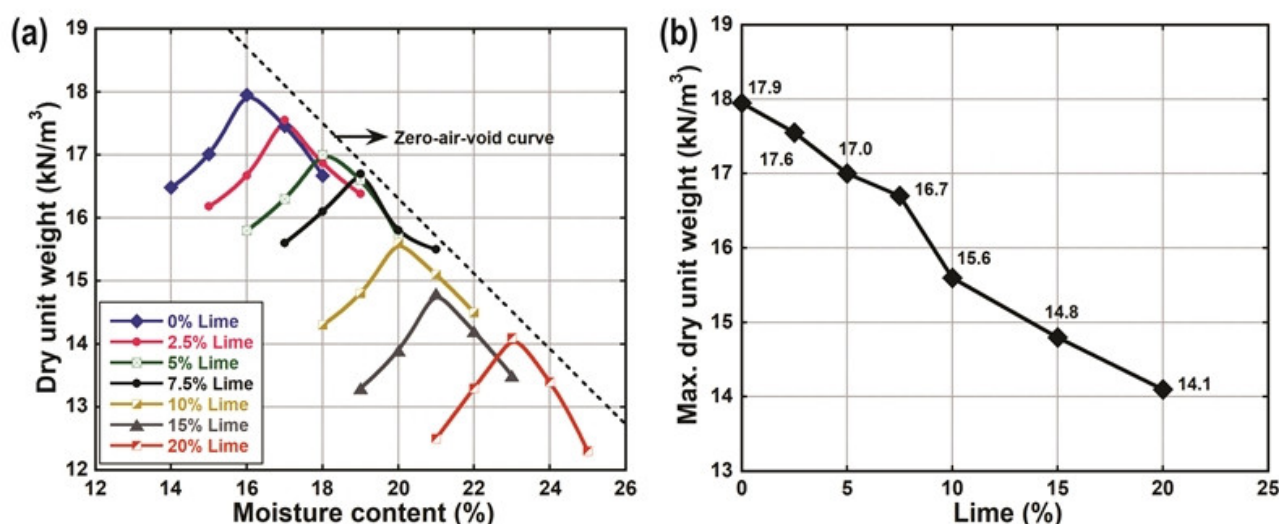 (a)
Dry unit weight (kN/m³)
19
18
17
16
15
14
13
12
Zero-air-void curve
0% Lime
2.5% Lime
5% Lime
7.5% Lime
10% Lime
15% Lime
20% Lime
12 14 16 18 20 22 24 26
Moisture content (%)
(b)
Max. dry unit weight (kN/m³)
19
18
17
16
15
14
13
17.9
17.6
17.0
16.7
15.6
14.8
14.1
0 5 10 15 20 25
Lime (%)